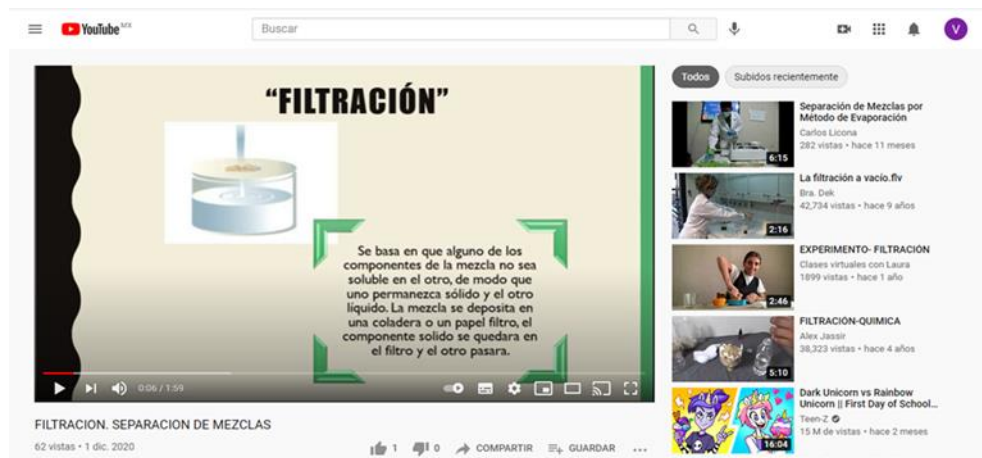 YouTube MX
Buscar
V
"FILTRACIÓN"
Se basa en que alguno de los
componentes de la mezcla no sea
soluble en el otro, de modo que
uno permanezca sólido y el otro
líquido. La mezcla se deposita en
una coladera o un papel filtro, el
componente solido se quedara en
el filtro y el otro pasara.
0:06 / 1:59
FILTRACION. SEPARACION DE MEZCLAS
62 vistas • 1 dic. 2020
1
0
COMPARTIR
GUARDAR
Todos
Subidos recientemente
6:15
Separación de Mezclas por
Método de Evaporación
Carlos Licona
282 vistas • hace 11 meses
2:16
La filtración a vacío.flv
Bra. Dek
42,734 vistas • hace 9 años
2:46
EXPERIMENTO- FILTRACIÓN
Clases virtuales con Laura
1899 vistas • hace 1 año
5:10
FILTRACIÓN-QUIMICA
Alex Jassir
38,323 vistas • hace 4 años
16:04
Dark Unicorn vs Rainbow
Unicorn || First Day of School...
Teen-Z
15 M de vistas • hace 2 meses